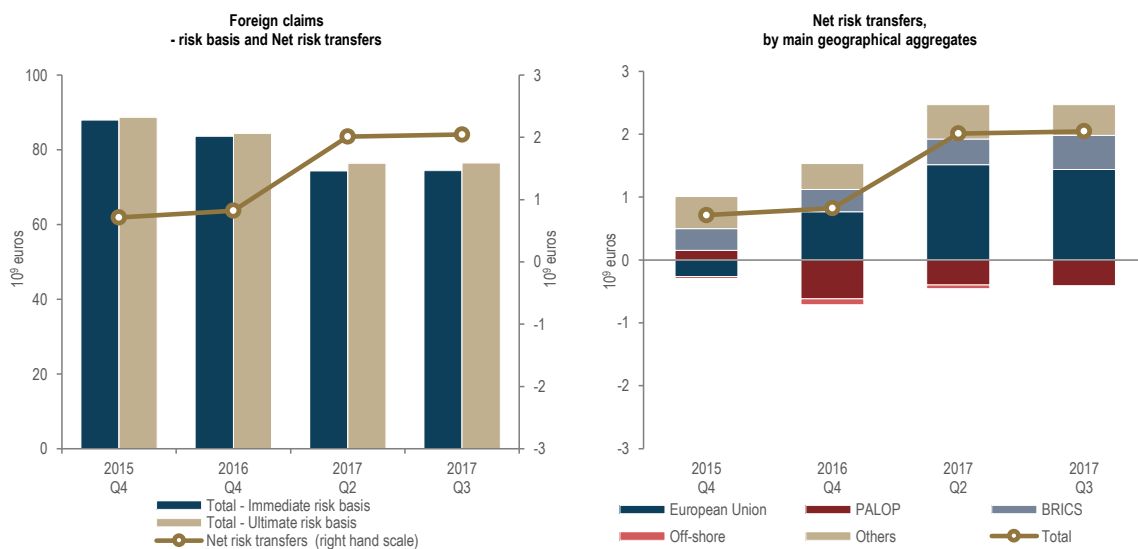 Foreign claims
- risk basis and Net risk transfers
100
80
60
40
20
0
10⁹ euros
3
2
1
0
-1
-2
-3
10⁹ euros
2015
Q4
2016
Q4
2017
Q2
2017
Q3
Total - Immediate risk basis
Total - Ultimate risk basis
Net risk transfers (right hand scale)
Net risk transfers,
by main geographical aggregates
3
2
1
0
-1
-2
-3
10⁹ euros
2015
Q4
2016
Q4
2017
Q2
2017
Q3
European Union
PALOP
BRICS
Off-shore
Others
Total